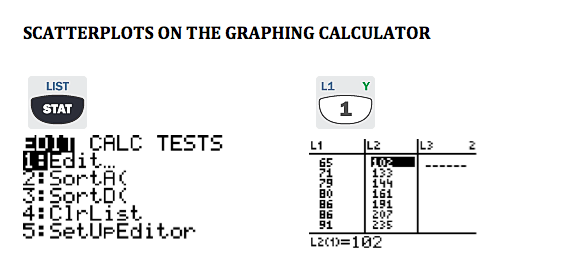 SCATTERPLOTS ON THE GRAPHING CALCULATOR
LIST
STAT
EDIT CALC TESTS
1:Edit…
2:SortA(
3:SortD(
4:ClrList
5:SetUpEditor
L1 Y
1
L1 L2 L3 2
65 102 ------
71 133
79 144
80 161
86 191
86 207
91 235
L2(1)=102